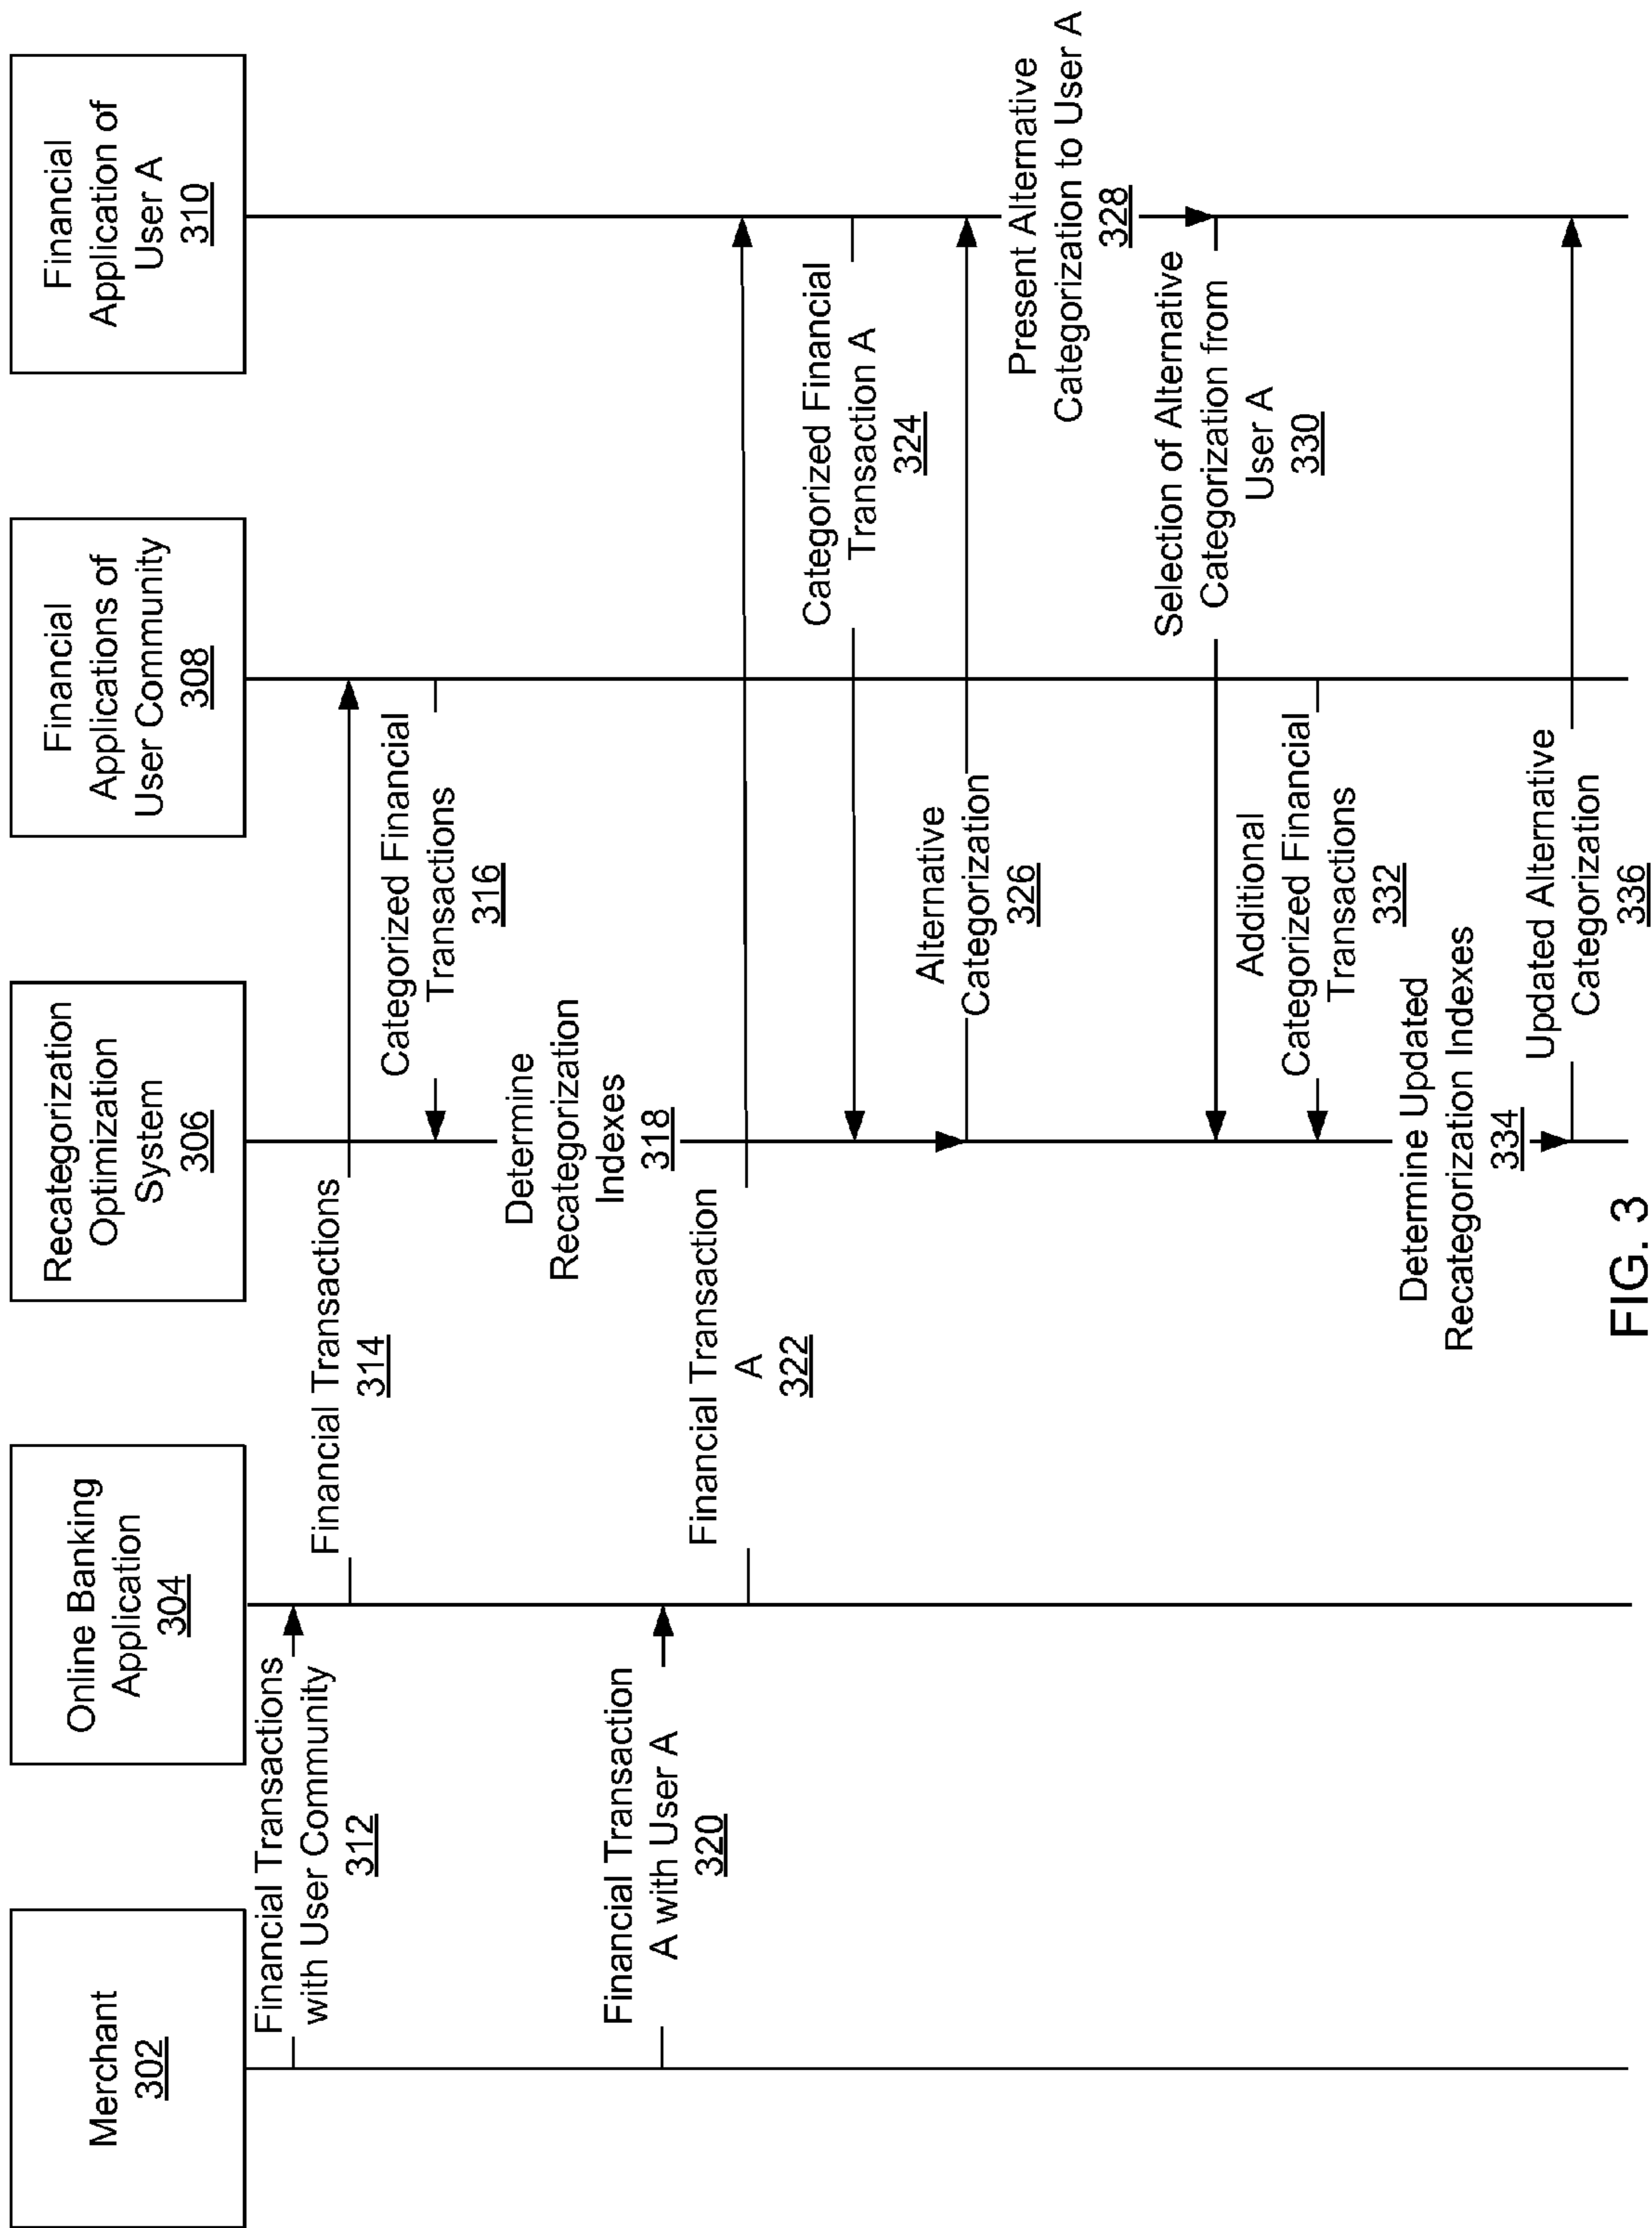 Merchant
302
Online Banking
Application
304
Recategorization
Optimization
System
306
Financial
Applications of
User Community
308
Financial
Application of
User A
310
Financial Transactions
with User Community
312
Financial Transactions
314
Categorized Financial
Transactions
316
Determine
Recategorization
Indexes
318
Financial Transaction
A with User A
320
Financial Transaction
A
322
Categorized Financial
Transaction A
324
Alternative
Categorization
326
Present Alternative
Categorization to User A
328
Selection of Alternative
Categorization from
User A
330
Additional
Categorized Financial
Transactions
332
Determine Updated
Recategorization Indexes
334
Updated Alternative
Categorization
336
FIG. 3